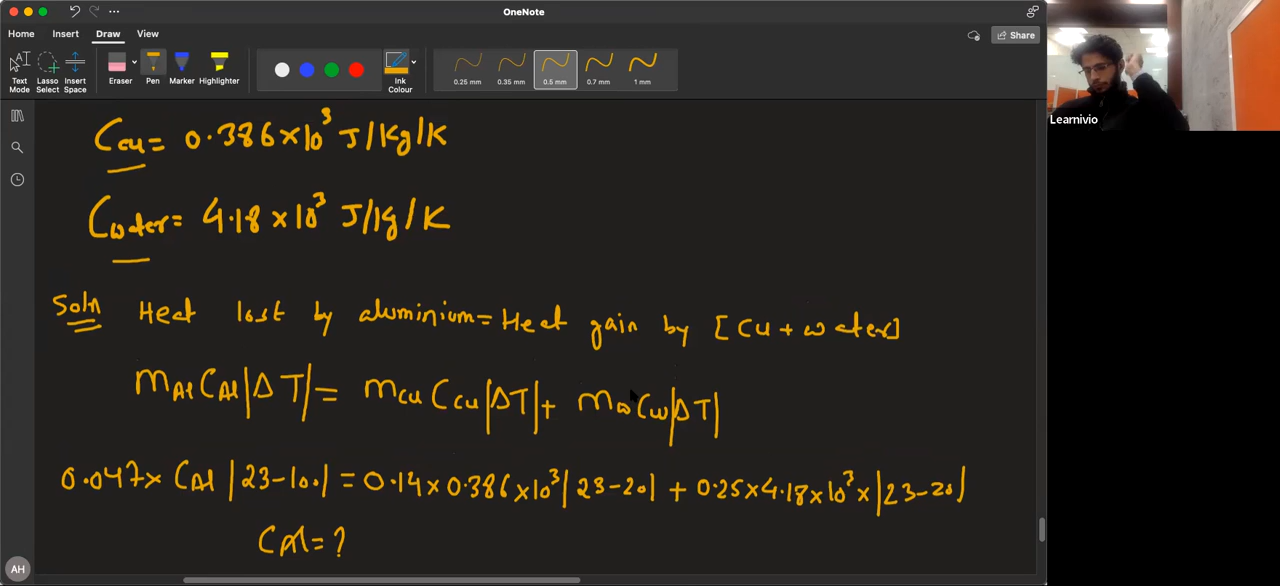 OneNote
Home Insert Draw View
Share
Text Mode
Lasso Select
Insert Space
Eraser
Pen
Marker
Highlighter
Ink Colour
0.25 mm
0.35 mm
0.5 mm
0.7 mm
1 mm
Learnivio
Ccu = 0.386×10³ J/Kg/K
Cwater = 4.18×10³ J/Kg/K
Soln Heat lost by aluminium = Heat gain by [Cu + water]
mAl CAl |ΔT| = mcu Ccu |ΔT| + mw Cw |ΔT|
0.047× CAl |23-100| = 0.14×0.386×10³ |23-20| + 0.25×4.18×10³×|23-20|
CAl = ?
AH